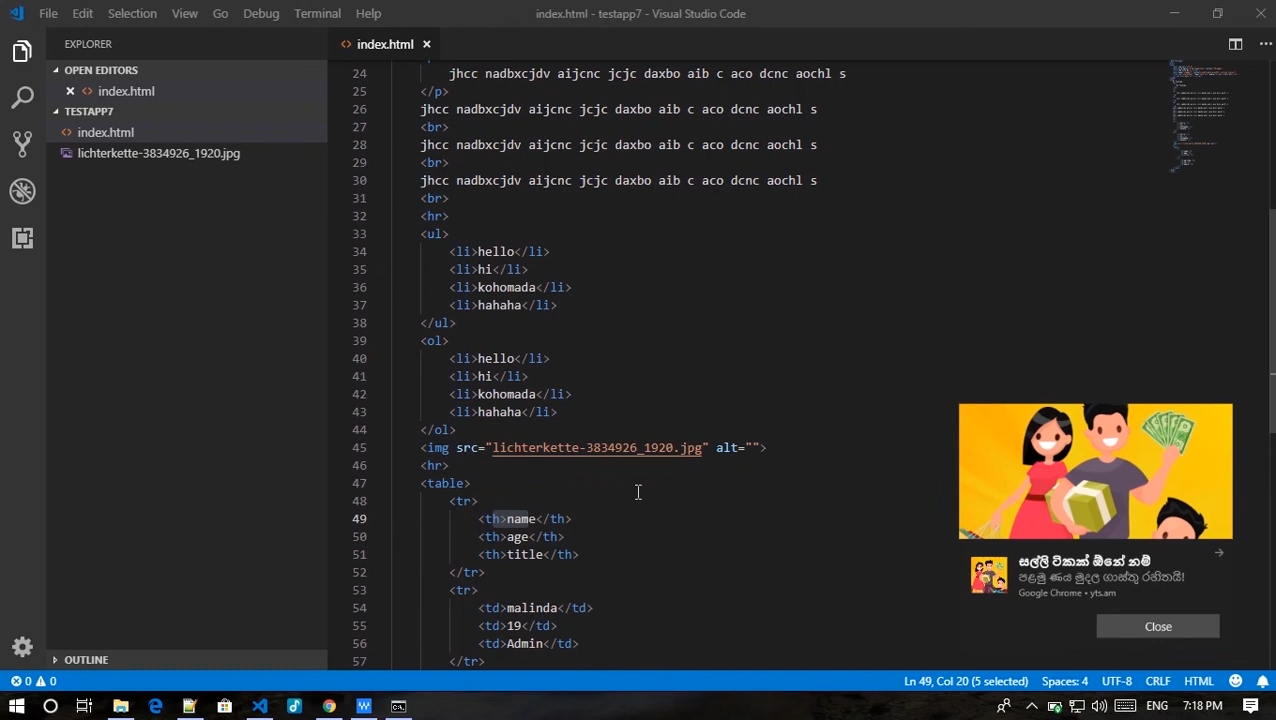 File Edit Selection View Go Debug Terminal Help
index.html - testapp7 - Visual Studio Code
EXPLORER
OPEN EDITORS
index.html
TESTAPP7
index.html
lichterkette-3834926_1920.jpg
OUTLINE
index.html
24 jhcc nadbxcjdv aijcnc jcjc daxbo aib c aco dcnc aochl s
25 </p>
26 jhcc nadbxcjdv aijcnc jcjc daxbo aib c aco dcnc aochl s
27 <br>
28 jhcc nadbxcjdv aijcnc jcjc daxbo aib c aco dcnc aochl s
29 <br>
30 jhcc nadbxcjdv aijcnc jcjc daxbo aib c aco dcnc aochl s
31 <br>
32 <hr>
33 <ul>
34 <li>hello</li>
35 <li>hi</li>
36 <li>kohomada</li>
37 <li>hahaha</li>
38 </ul>
39 <ol>
40 <li>hello</li>
41 <li>hi</li>
42 <li>kohomada</li>
43 <li>hahaha</li>
44 </ol>
45 <img src="lichterkette-3834926_1920.jpg" alt="">
46 <hr>
47 <table>
48 <tr>
49 <th>name</th>
50 <th>age</th>
51 <th>title</th>
52 </tr>
53 <tr>
54 <td>malinda</td>
55 <td>19</td>
56 <td>Admin</td>
57 </tr>
සල්ලි ටිකක් ඕනේ නම්
පළමු ණය මුදල ගාස්තු රහිතයි!
Google Chrome • yts.am
Close
0 0
Ln 49, Col 20 (5 selected) Spaces: 4 UTF-8 CRLF HTML
ENG 7:18 PM